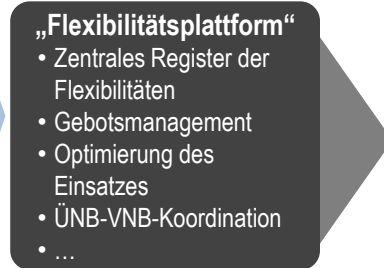 „Flexibilitätsplattform“
• Zentrales Register der
Flexibilitäten
• Gebotsmanagement
• Optimierung des
Einsatzes
• ÜNB-VNB-Koordination
• …